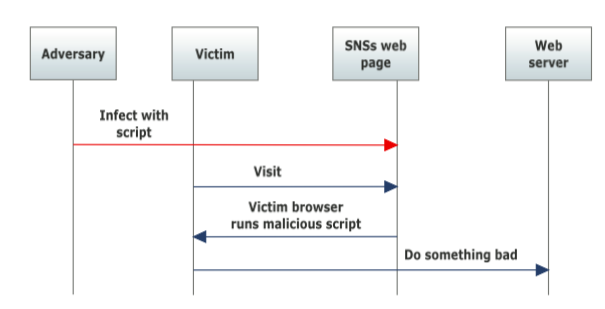 Adversary
Victim
SNSs web
page
Web
server
Infect with
script
Visit
Victim browser
runs malicious script
Do something bad